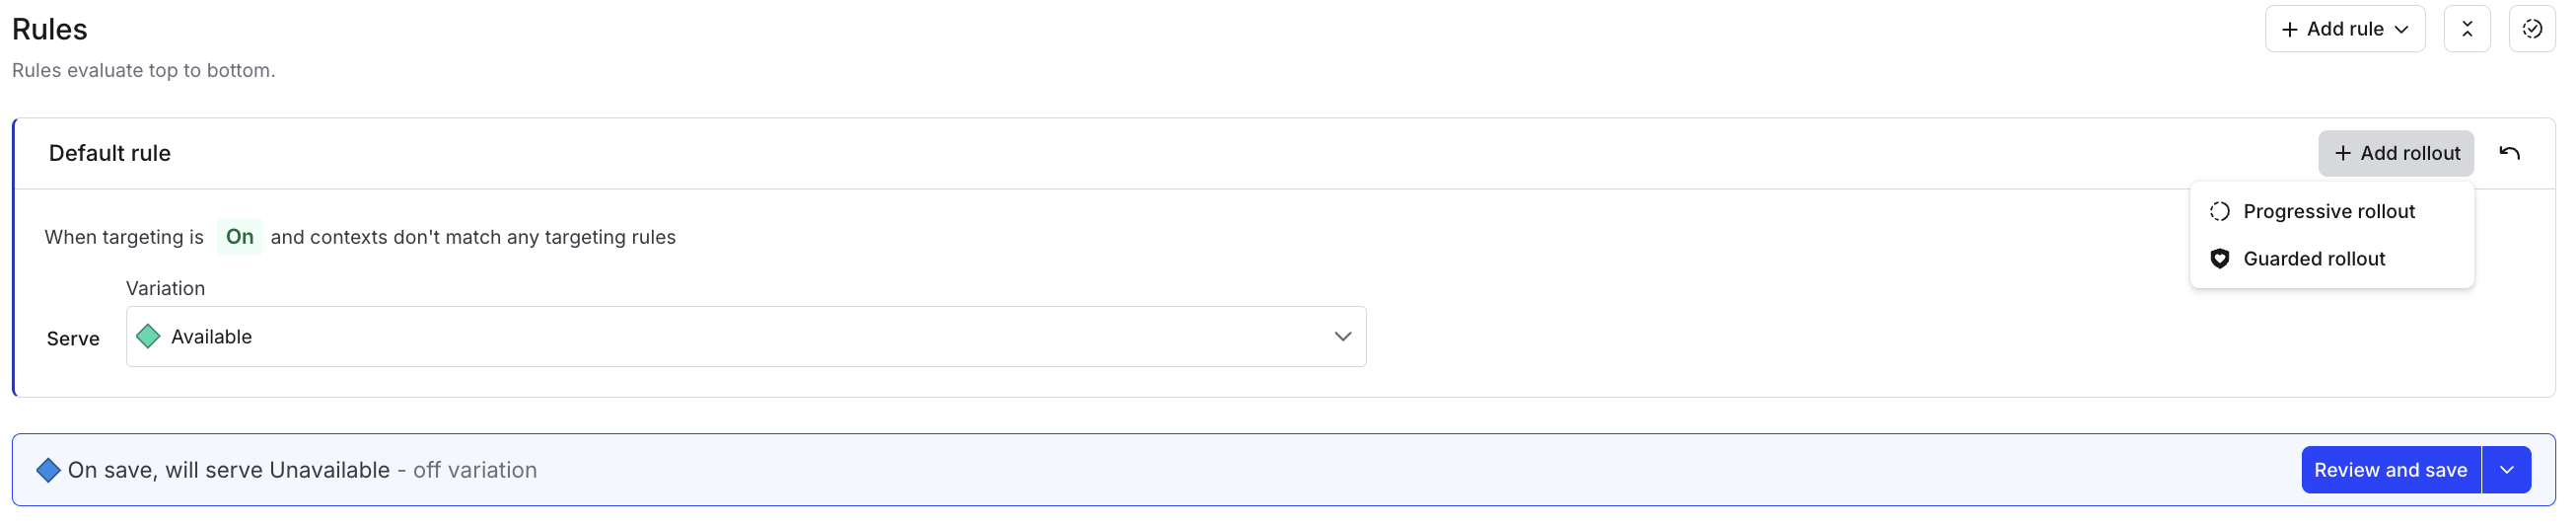 Rules
Add rule
Rules evaluate top to bottom.
Default rule
Add rollout
Progressive rollout
Guarded rollout
When targeting is On and contexts don't match any targeting rules
Variation
Serve
Available
On save, will serve Unavailable - off variation
Review and save